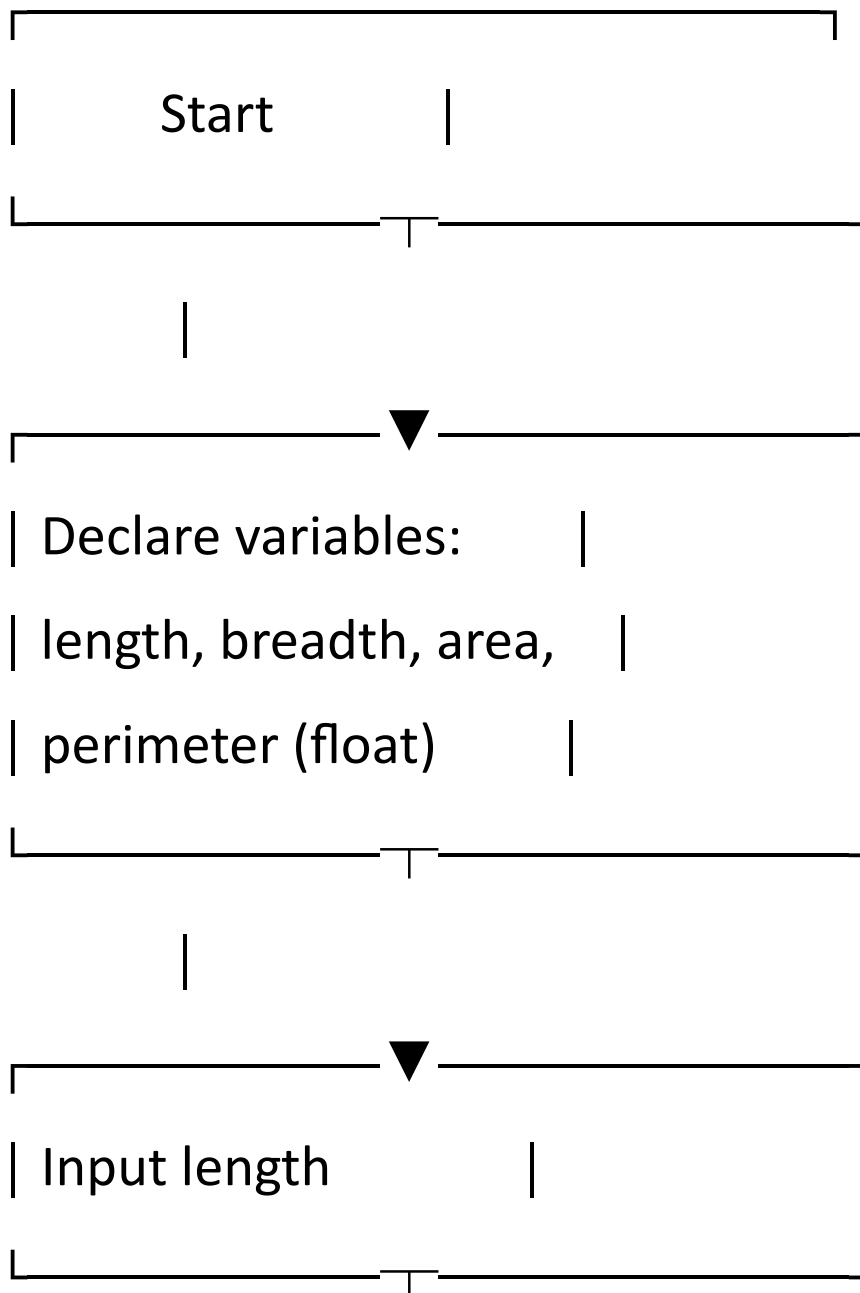 Start
Declare variables:
length, breadth, area,
perimeter (float)
Input length